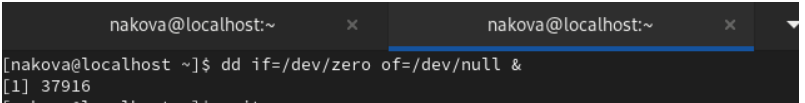 nakova@localhost:~ × nakova@localhost:~ ×
[nakova@localhost ~]$ dd if=/dev/zero of=/dev/null &
[1] 37916